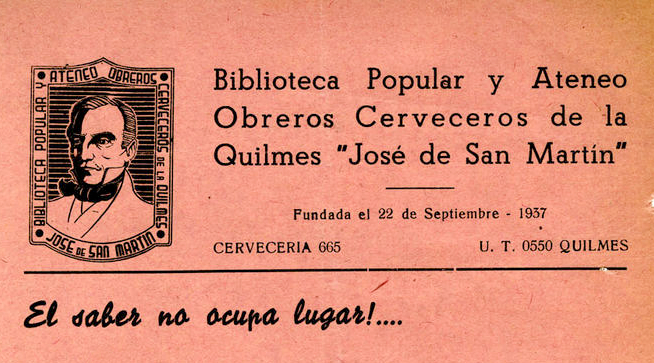 BIBLIOTECA POPULAR Y ATENEO OBREROS CERVECEROS DE LA QUILMES
JOSE DE SAN MARTIN
Biblioteca Popular y Ateneo
Obreros Cerveceros de la
Quilmes "José de San Martín"
Fundada el 22 de Septiembre - 1937
CERVECERIA 665 U. T. 0550 QUILMES
El saber no ocupa lugar!....